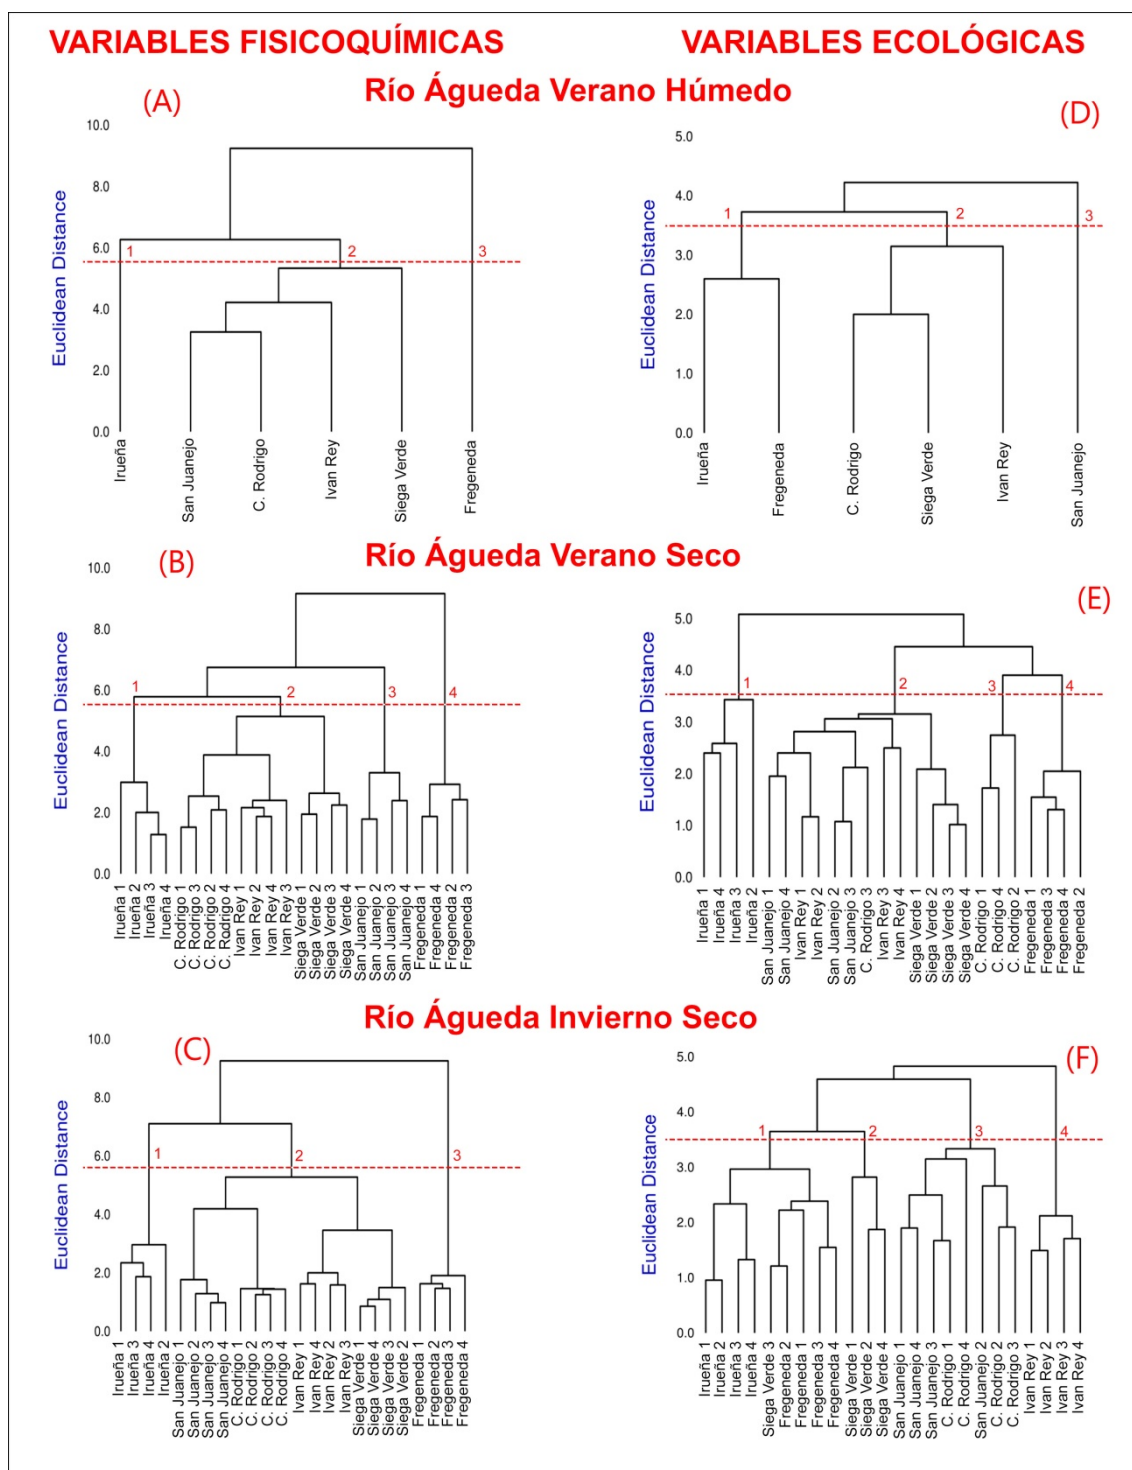 VARIABLES FISICOQUÍMICAS
VARIABLES ECOLÓGICAS
Río Águeda Verano Húmedo
(A)
10.0
8.0
6.0
4.0
2.0
0.0
Euclidean Distance
1
2
3
Irueña
San Juanejo
C. Rodrigo
Ivan Rey
Siega Verde
Fregeneda
(D)
5.0
4.0
3.0
2.0
1.0
0.0
Euclidean Distance
1
2
3
Irueña
Fregeneda
C. Rodrigo
Siega Verde
Ivan Rey
San Juanejo
Río Águeda Verano Seco
(B)
10.0
8.0
6.0
4.0
2.0
0.0
Euclidean Distance
1
2
3
4
Irueña 1
Irueña 2
Irueña 3
Irueña 4
C. Rodrigo 1
C. Rodrigo 3
C. Rodrigo 2
C. Rodrigo 4
Ivan Rey 1
Ivan Rey 2
Ivan Rey 4
Ivan Rey 3
Siega Verde 1
Siega Verde 2
Siega Verde 3
Siega Verde 4
San Juanejo 1
San Juanejo 2
San Juanejo 3
San Juanejo 4
Fregeneda 1
Fregeneda 4
Fregeneda 2
Fregeneda 3
(E)
5.0
4.0
3.0
2.0
1.0
0.0
Euclidean Distance
1
2
3
4
Irueña 1
Irueña 4
Irueña 3
Irueña 2
San Juanejo 1
San Juanejo 4
Ivan Rey 1
Ivan Rey 2
San Juanejo 2
San Juanejo 3
C. Rodrigo 3
Ivan Rey 3
Ivan Rey 4
Siega Verde 1
Siega Verde 2
Siega Verde 3
Siega Verde 4
C. Rodrigo 1
C. Rodrigo 4
C. Rodrigo 2
Fregeneda 1
Fregeneda 3
Fregeneda 4
Fregeneda 2
Río Águeda Invierno Seco
(C)
10.0
8.0
6.0
4.0
2.0
0.0
Euclidean Distance
1
2
3
Irueña 1
Irueña 3
Irueña 4
Irueña 2
San Juanejo 1
San Juanejo 2
San Juanejo 3
San Juanejo 4
C. Rodrigo 1
C. Rodrigo 2
C. Rodrigo 3
C. Rodrigo 4
Ivan Rey 1
Ivan Rey 4
Ivan Rey 2
Ivan Rey 3
Siega Verde 1
Siega Verde 4
Siega Verde 3
Siega Verde 2
Fregeneda 1
Fregeneda 2
Fregeneda 3
Fregeneda 4
(F)
5.0
4.0
3.0
2.0
1.0
0.0
Euclidean Distance
1
2
3
4
Irueña 1
Irueña 2
Irueña 3
Irueña 4
Siega Verde 3
Fregeneda 2
Fregeneda 1
Fregeneda 3
Fregeneda 4
Siega Verde 1
Siega Verde 2
Siega Verde 4
San Juanejo 1
San Juanejo 4
San Juanejo 3
C. Rodrigo 1
C. Rodrigo 4
San Juanejo 2
C. Rodrigo 2
C. Rodrigo 3
Ivan Rey 1
Ivan Rey 2
Ivan Rey 3
Ivan Rey 4